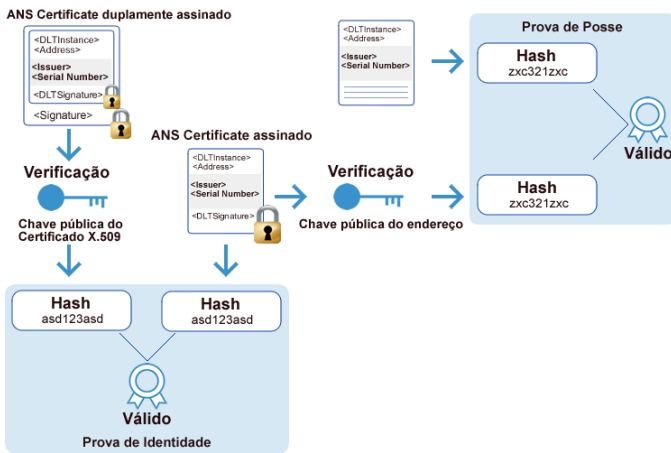 ANS Certificate duplamente assinado
<DLTInstance>
<Address>
<Issuer>
<Serial Number>
<DLTSignature>
<Signature>
Verificação
Chave pública do
Certificado X.509
Hash
asd123asd
Hash
asd123asd
Válido
Prova de Identidade
ANS Certificate assinado
<DLTInstance>
<Address>
<Issuer>
<Serial Number>
<DLTSignature>
Verificação
Chave pública do endereço
<DLTInstance>
<Address>
<Issuer>
<Serial Number>
Prova de Posse
Hash
zxc321zxc
Hash
zxc321zxc
Válido